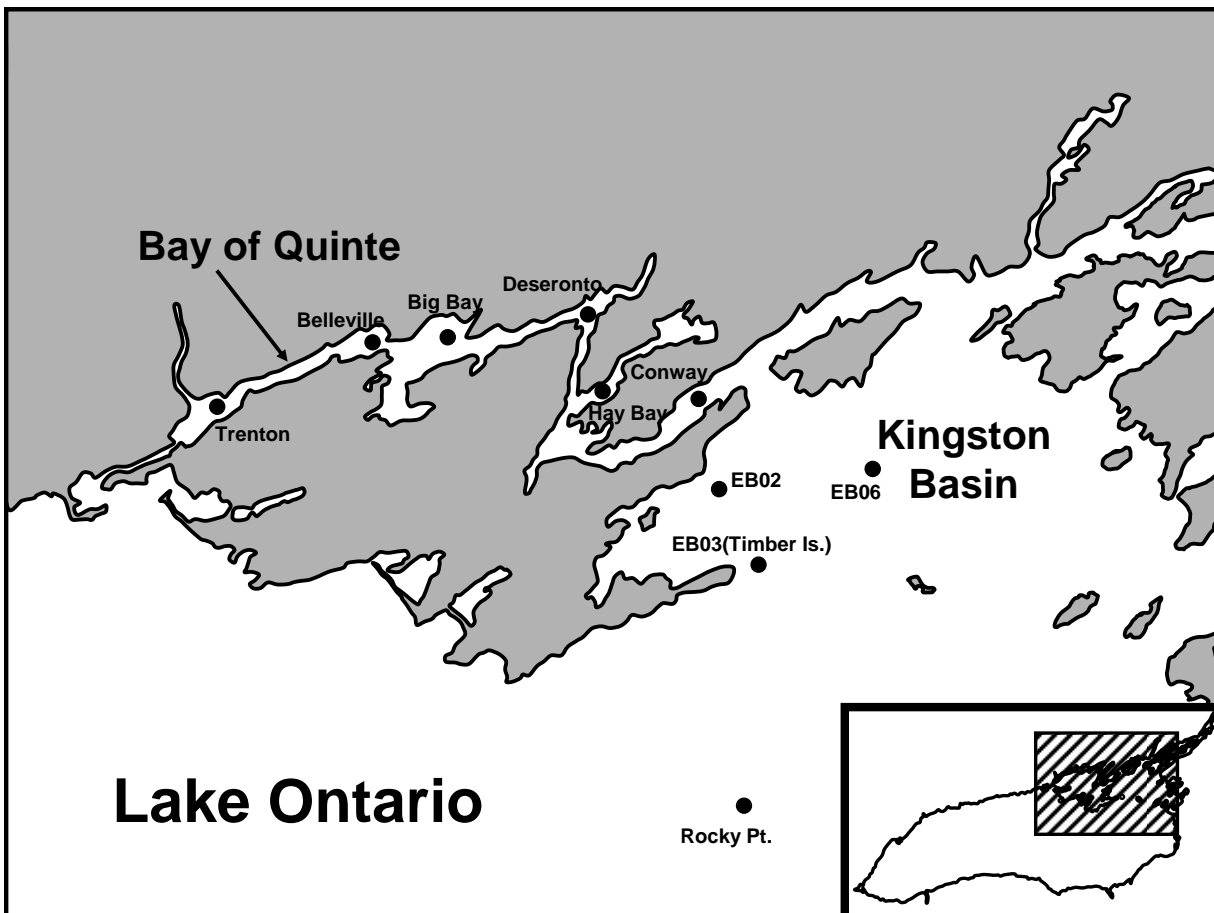 Bay of Quinte
Deseronto
Big Bay
Belleville
Conway
Hay Bay
Trenton
Kingston
Basin
EB02
EB06
EB03(Timber Is.)
Lake Ontario
Rocky Pt.